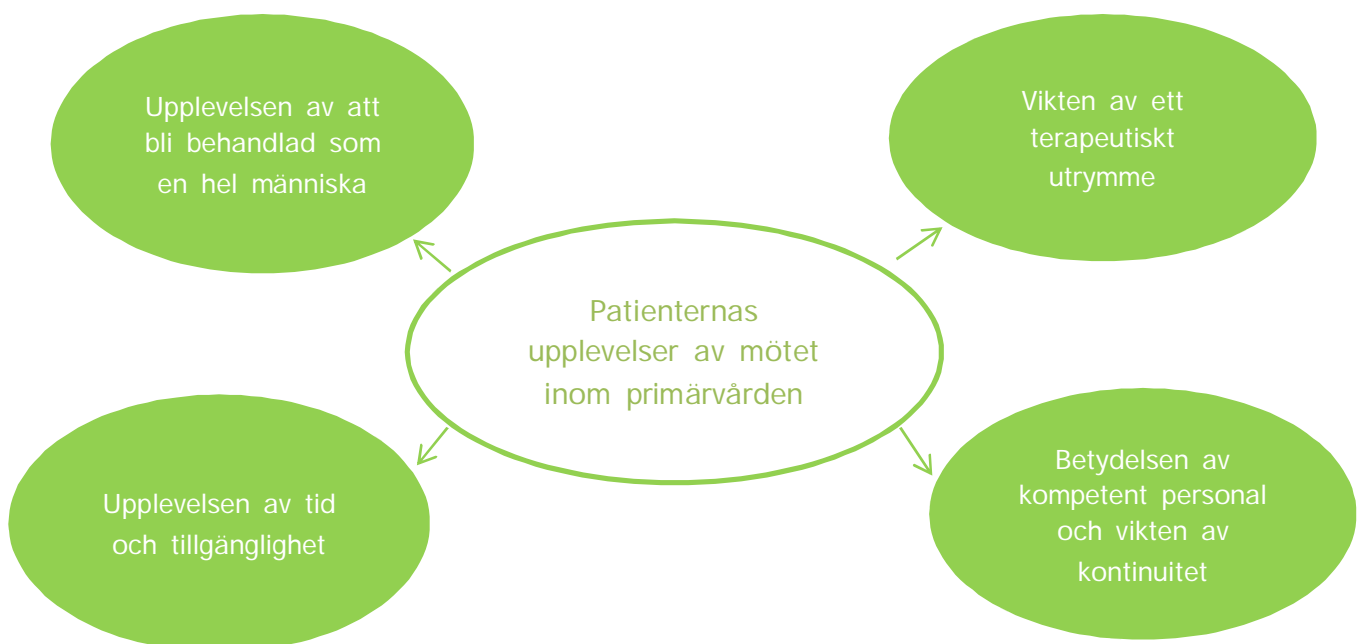 Upplevelsen av att
bli behandlad som
en hel människa
Vikten av ett
terapeutiskt
utrymme
Patienternas
upplevelser av mötet
inom primärvården
Upplevelsen av tid
och tillgänglighet
Betydelsen av
kompetent personal
och vikten av
kontinuitet